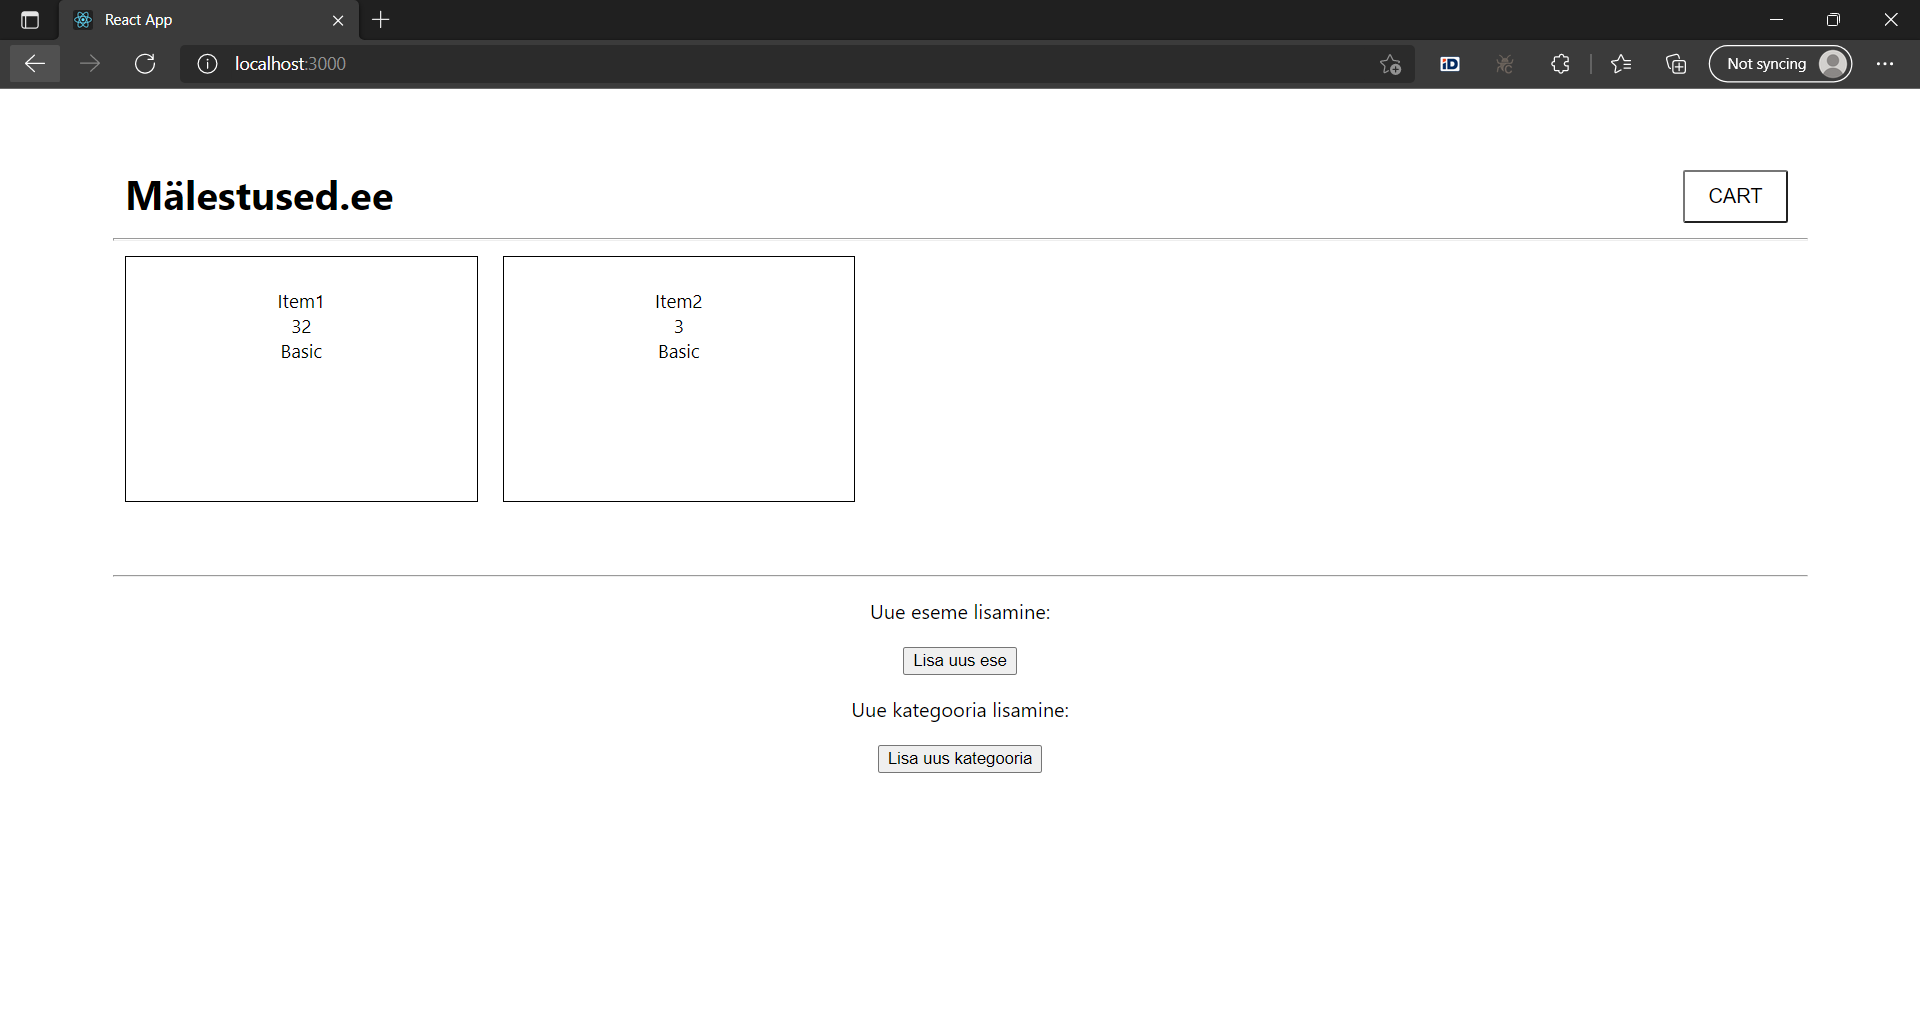 React App
localhost:3000
iD
Not syncing
Mälestused.ee
CART
Item1
32
Basic
Item2
3
Basic
Uue eseme lisamine:
Lisa uus ese
Uue kategooria lisamine:
Lisa uus kategooria